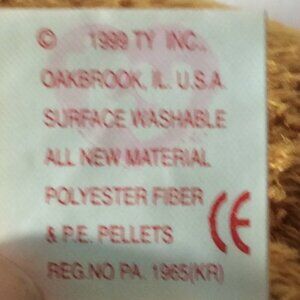 © 1999 TY INC.,
OAKBROOK, IL. U.S.A.
SURFACE WASHABLE
ALL NEW MATERIAL
POLYESTER FIBER
& P.E. PELLETS CE
REG.NO PA. 1965(KR)